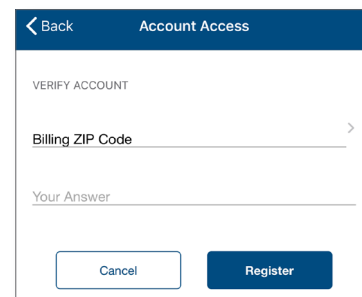 Back Account Access
VERIFY ACCOUNT
Billing ZIP Code
Your Answer
Cancel Register